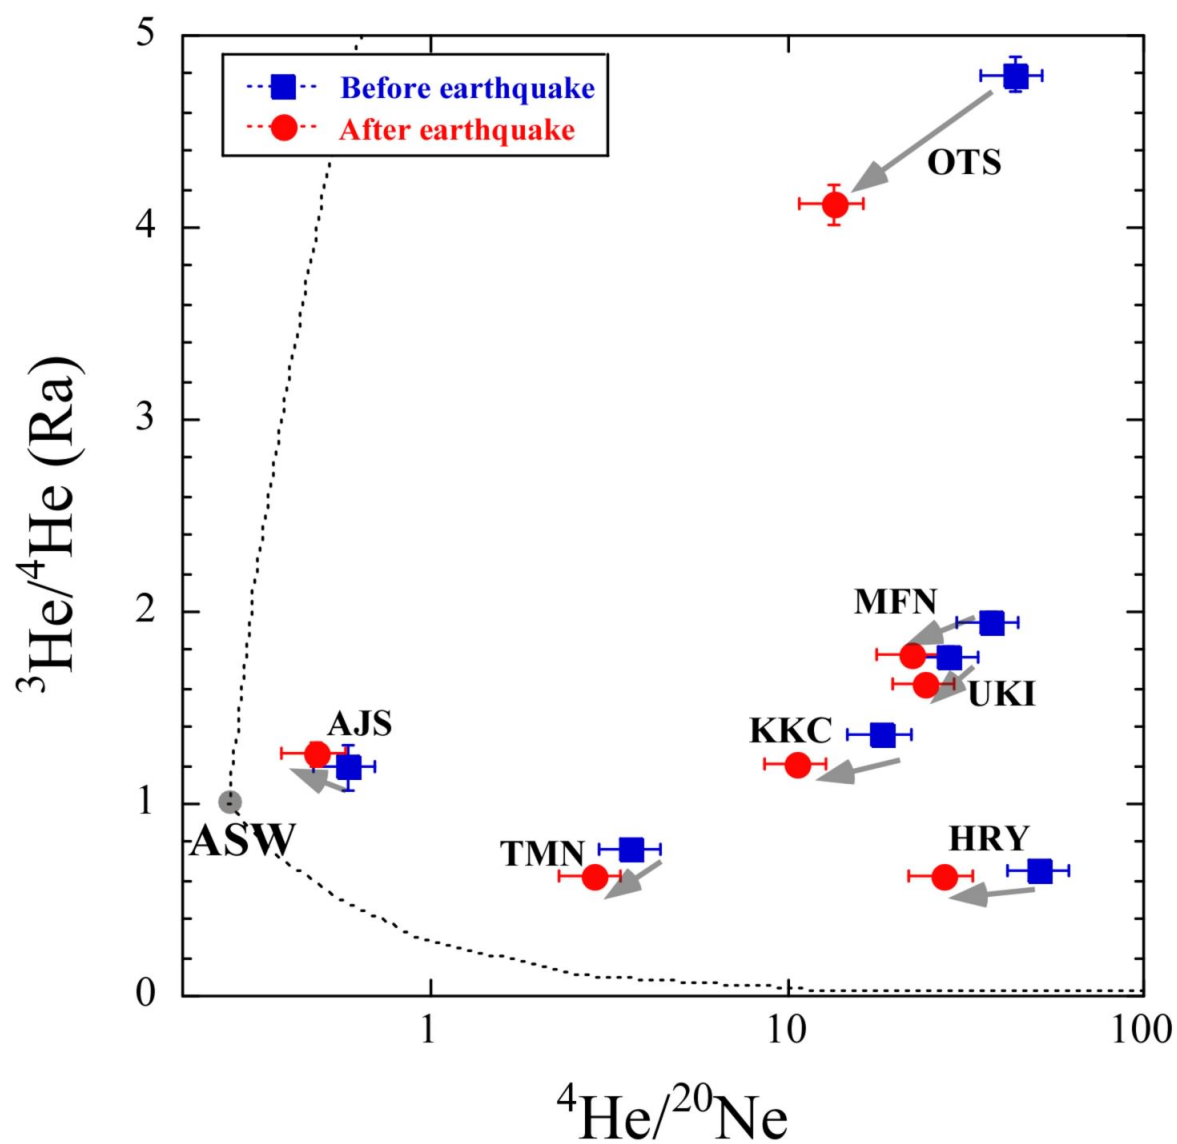 5
Before earthquake
After earthquake
OTS
4
3
³He/⁴He (Ra)
2
MFN
UKI
AJS
KKC
1
ASW
TMN
HRY
0
1
10
100
⁴He/²⁰Ne